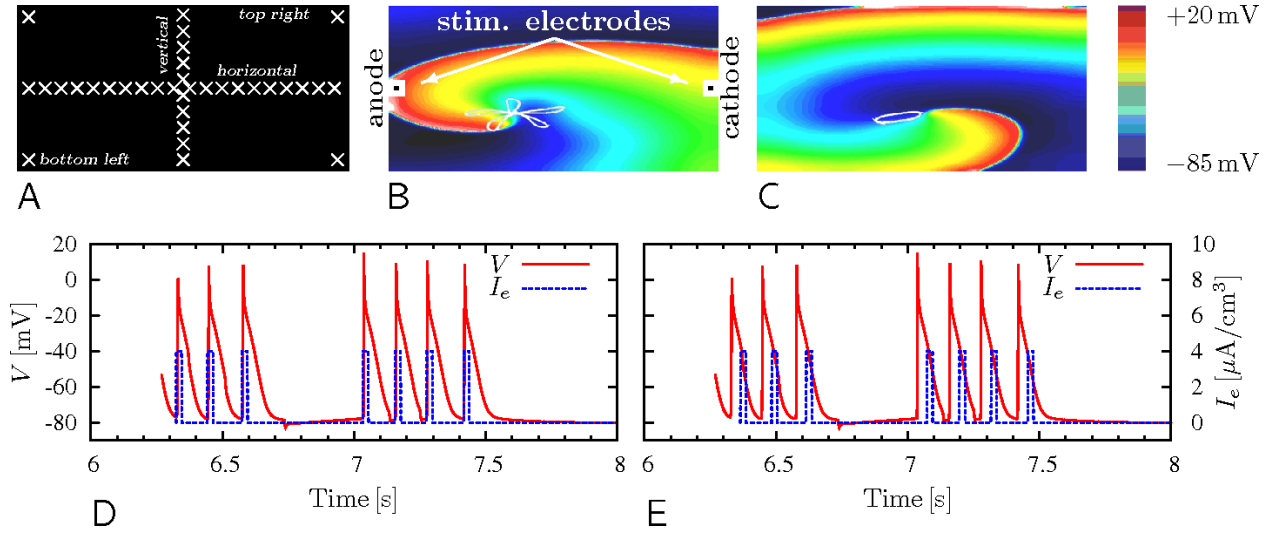 top right
vertical
horizontal
bottom left
A
stim. electrodes
anode
cathode
B
C
+20 mV
−85 mV
20
0
-20
-40
-60
-80
V [mV]
V
I_e
6
6.5
7
7.5
8
Time [s]
D
V
I_e
10
8
6
4
2
0
I_e [μA/cm³]
6
6.5
7
7.5
8
Time [s]
E